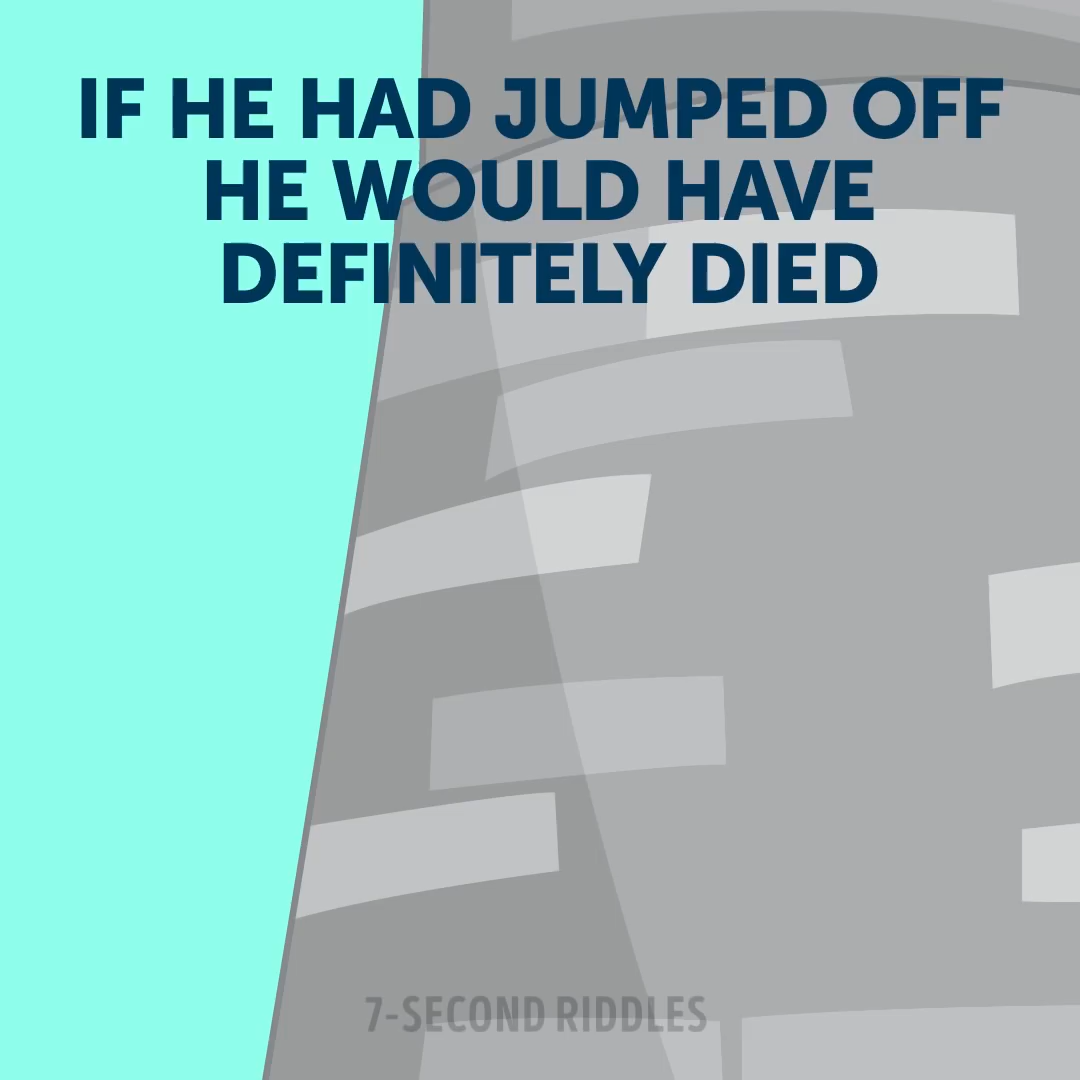 IF HE HAD JUMPED OFF
HE WOULD HAVE
DEFINITELY DIED
7-SECOND RIDDLES